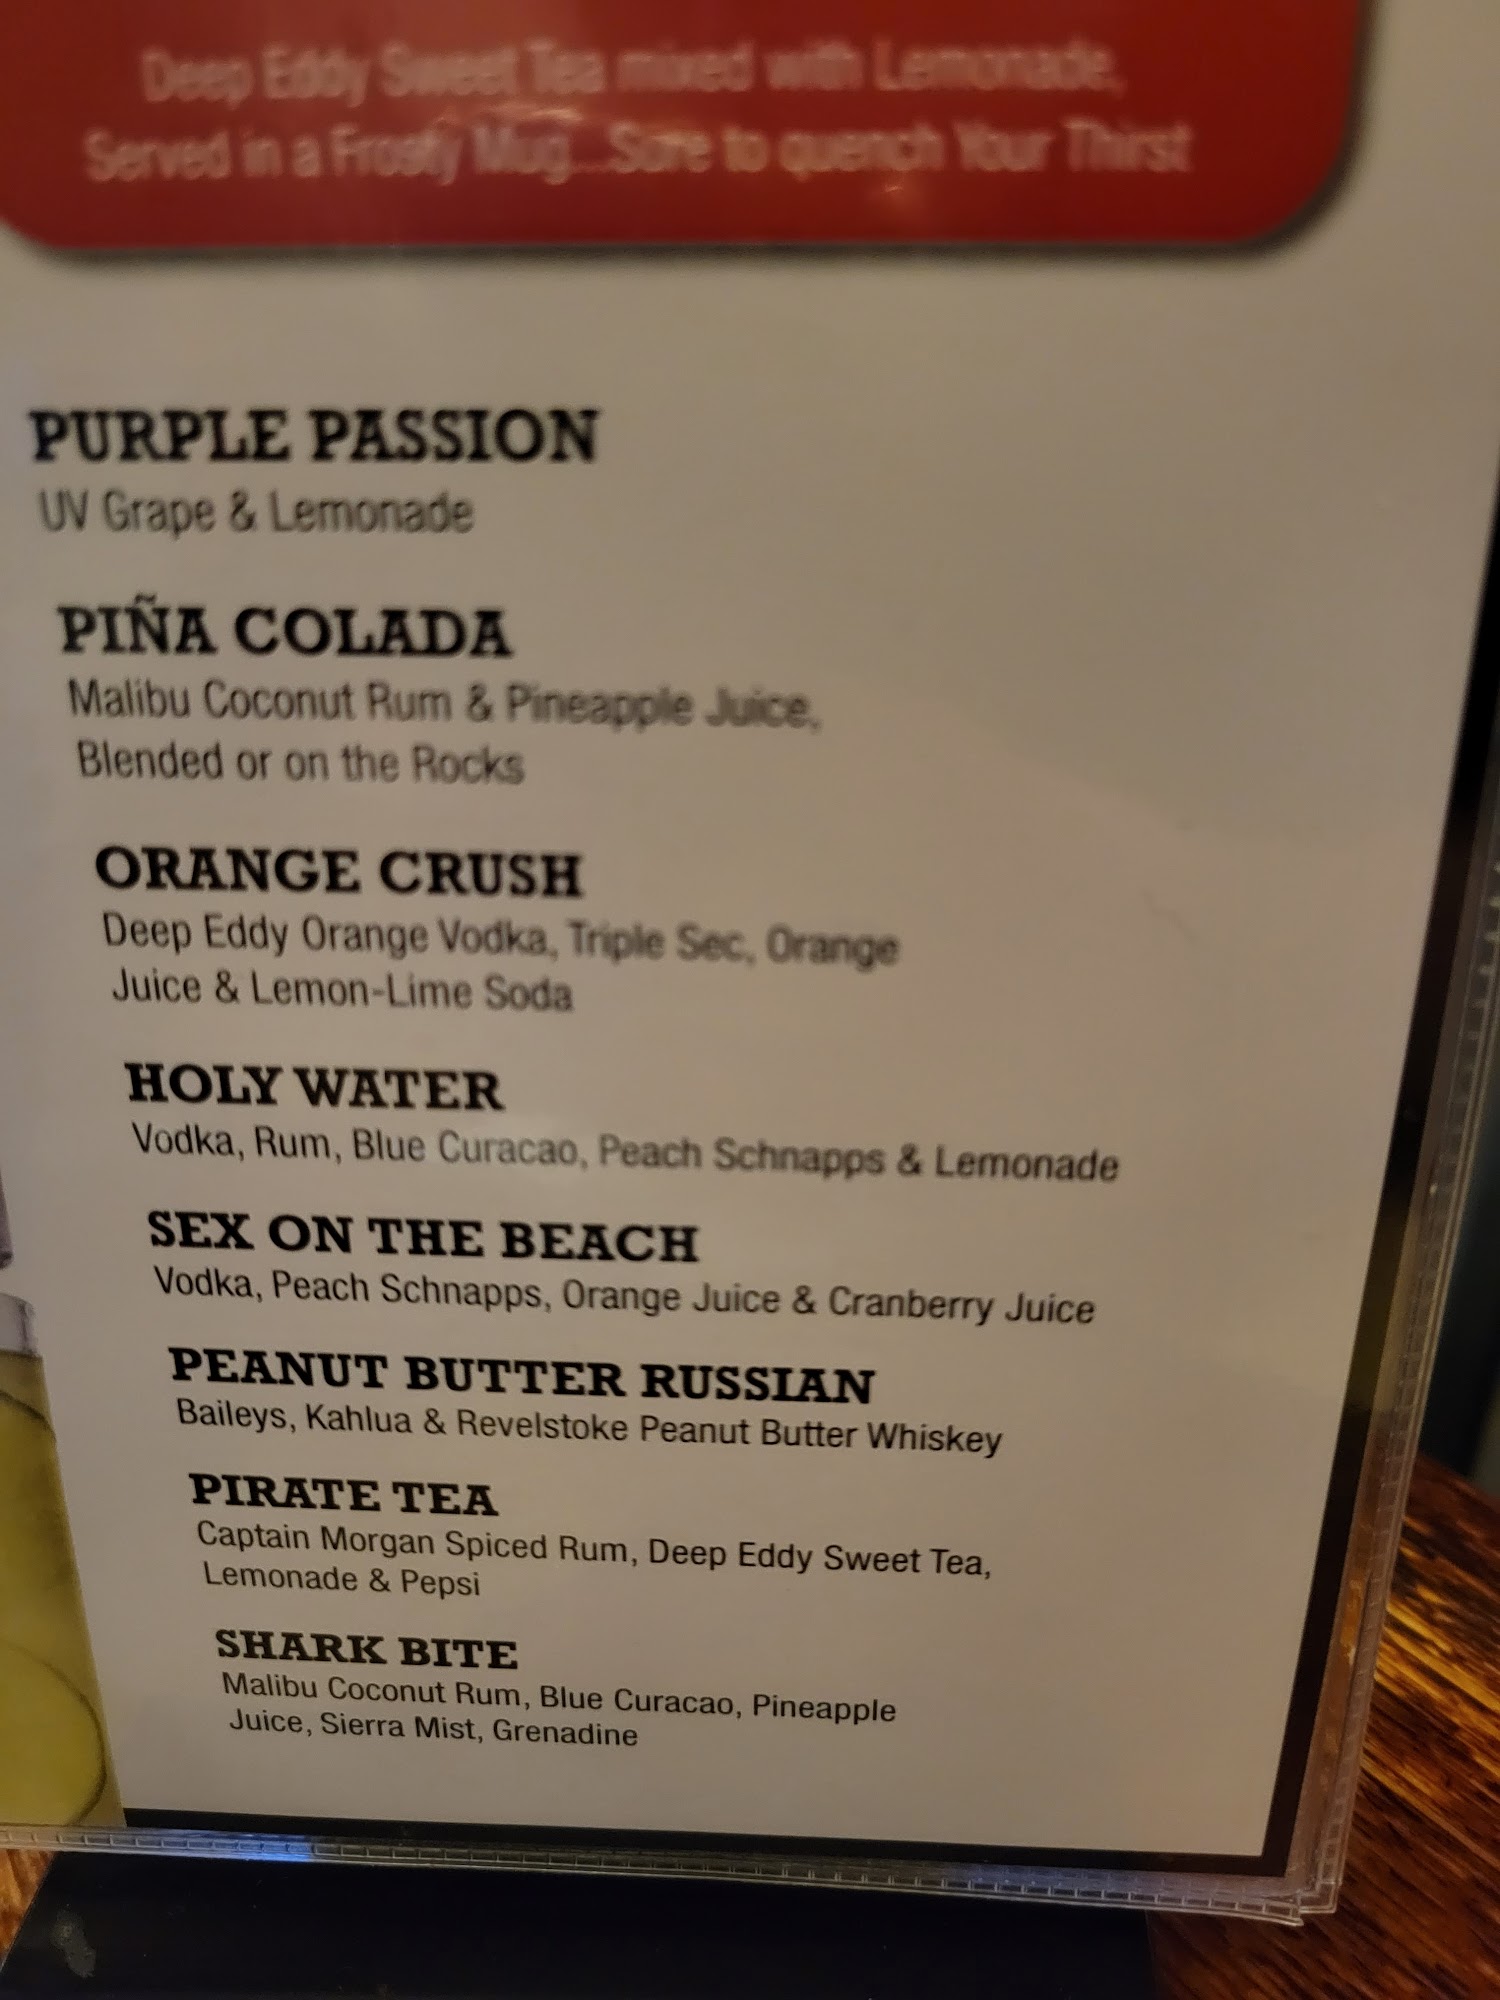 Deep Eddy Sweet Tea mixed with Lemonade,
Served in a Frosty Mug...Sure to quench Your Thirst
PURPLE PASSION
UV Grape & Lemonade
PIÑA COLADA
Malibu Coconut Rum & Pineapple Juice,
Blended or on the Rocks
ORANGE CRUSH
Deep Eddy Orange Vodka, Triple Sec, Orange
Juice & Lemon-Lime Soda
HOLY WATER
Vodka, Rum, Blue Curacao, Peach Schnapps & Lemonade
SEX ON THE BEACH
Vodka, Peach Schnapps, Orange Juice & Cranberry Juice
PEANUT BUTTER RUSSIAN
Baileys, Kahlua & Revelstoke Peanut Butter Whiskey
PIRATE TEA
Captain Morgan Spiced Rum, Deep Eddy Sweet Tea,
Lemonade & Pepsi
SHARK BITE
Malibu Coconut Rum, Blue Curacao, Pineapple
Juice, Sierra Mist, Grenadine